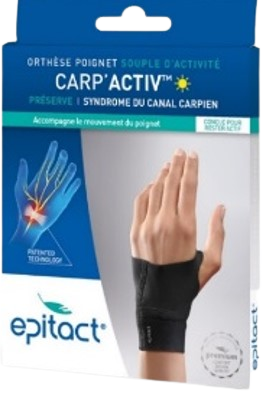 ORTHÈSE POIGNET SOUPLE D'ACTIVITÉ
CARP'ACTIV™
PRÉSERVE | SYNDROME DU CANAL CARPIEN
Accompagne le mouvement du poignet
CONÇUE POUR
RESTER ACTIF
PATENTED
TECHNOLOGY
epitact®
premium